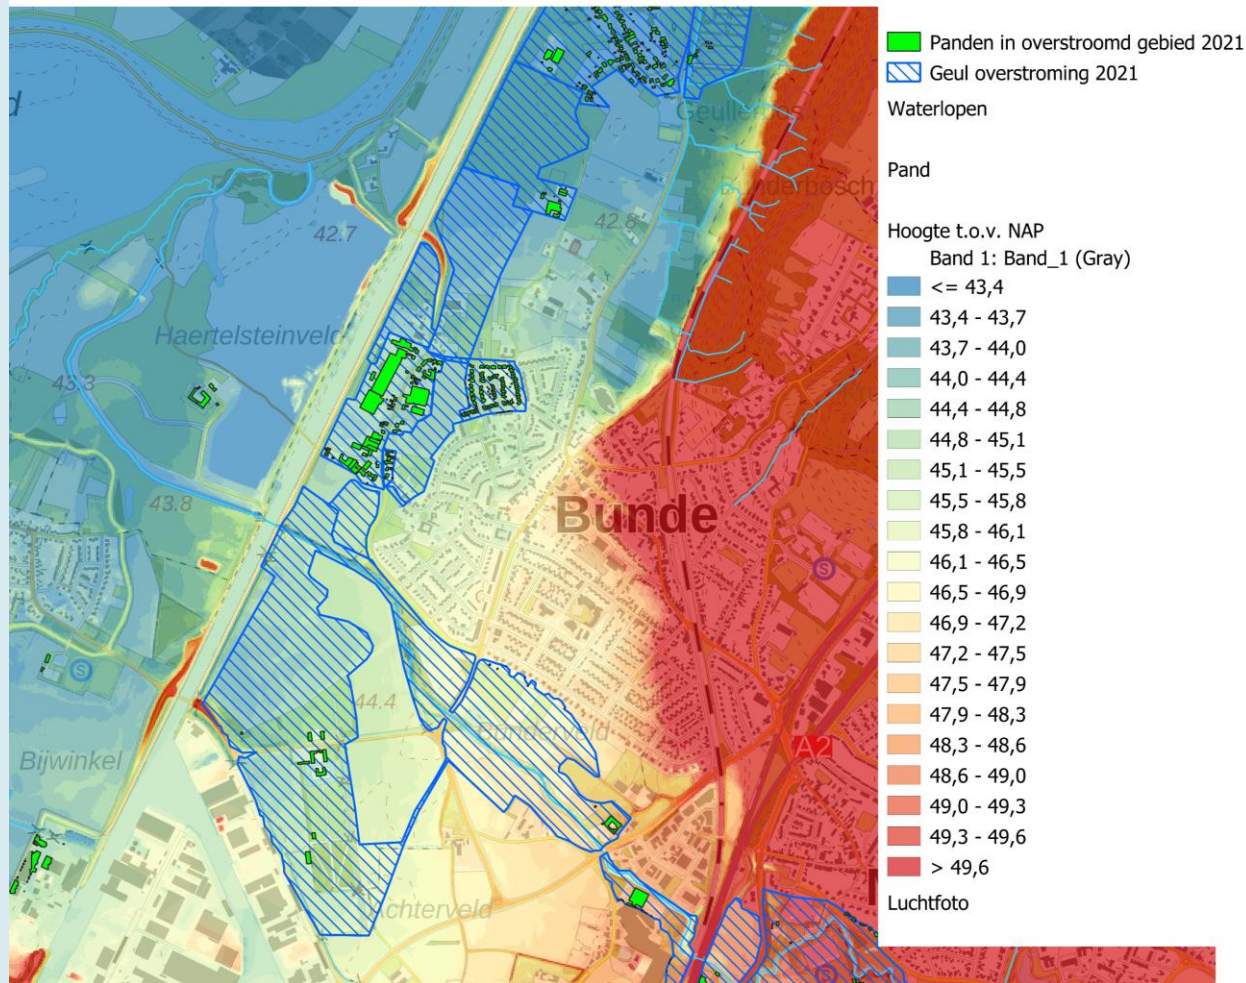 Panden in overstroomd gebied 2021
Geul overstroming 2021
Waterlopen
Pand
Hoogte t.o.v. NAP
Band 1: Band_1 (Gray)
<= 43,4
43,4 - 43,7
43,7 - 44,0
44,0 - 44,4
44,4 - 44,8
44,8 - 45,1
45,1 - 45,5
45,5 - 45,8
45,8 - 46,1
46,1 - 46,5
46,5 - 46,9
46,9 - 47,2
47,2 - 47,5
47,5 - 47,9
47,9 - 48,3
48,3 - 48,6
48,6 - 49,0
49,0 - 49,3
49,3 - 49,6
> 49,6
Luchtfoto
d
42.7
42.8
Haertelsteinveld
43.3
43.8
Bunde
S
44.4
Bunderveld
A2
Bijwinkel
S
Achterveld
S